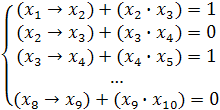 (x₁ → x₂) + (x₂ · x₃) = 1
(x₂ → x₃) + (x₃ · x₄) = 0
(x₃ → x₄) + (x₄ · x₅) = 1
...
(x₈ → x₉) + (x₉ · x₁₀) = 0